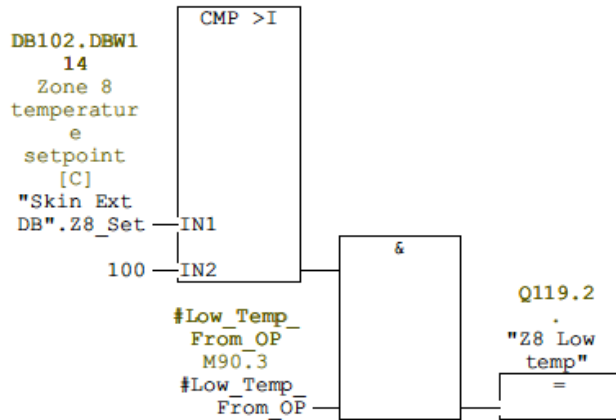 CMP >I
DB102.DBW1
14
Zone 8
temperatur
e
setpoint
[C]
"Skin Ext
DB".Z8_Set
IN1
100
IN2
&
#Low_Temp_
From_OP
M90.3
#Low_Temp_
From_OP
Q119.2
.
"Z8 Low
temp"
=